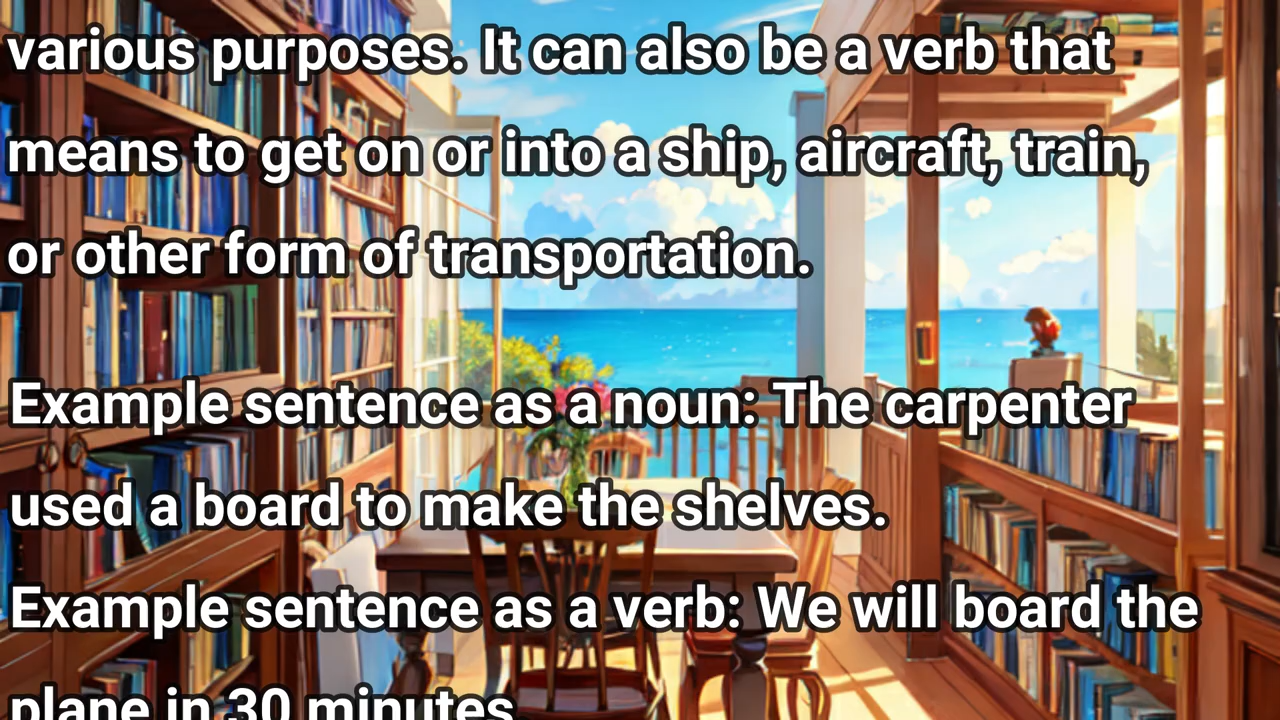 various purposes. It can also be a verb that
means to get on or into a ship, aircraft, train,
or other form of transportation.
Example sentence as a noun: The carpenter
used a board to make the shelves.
Example sentence as a verb: We will board the
plane in 30 minutes